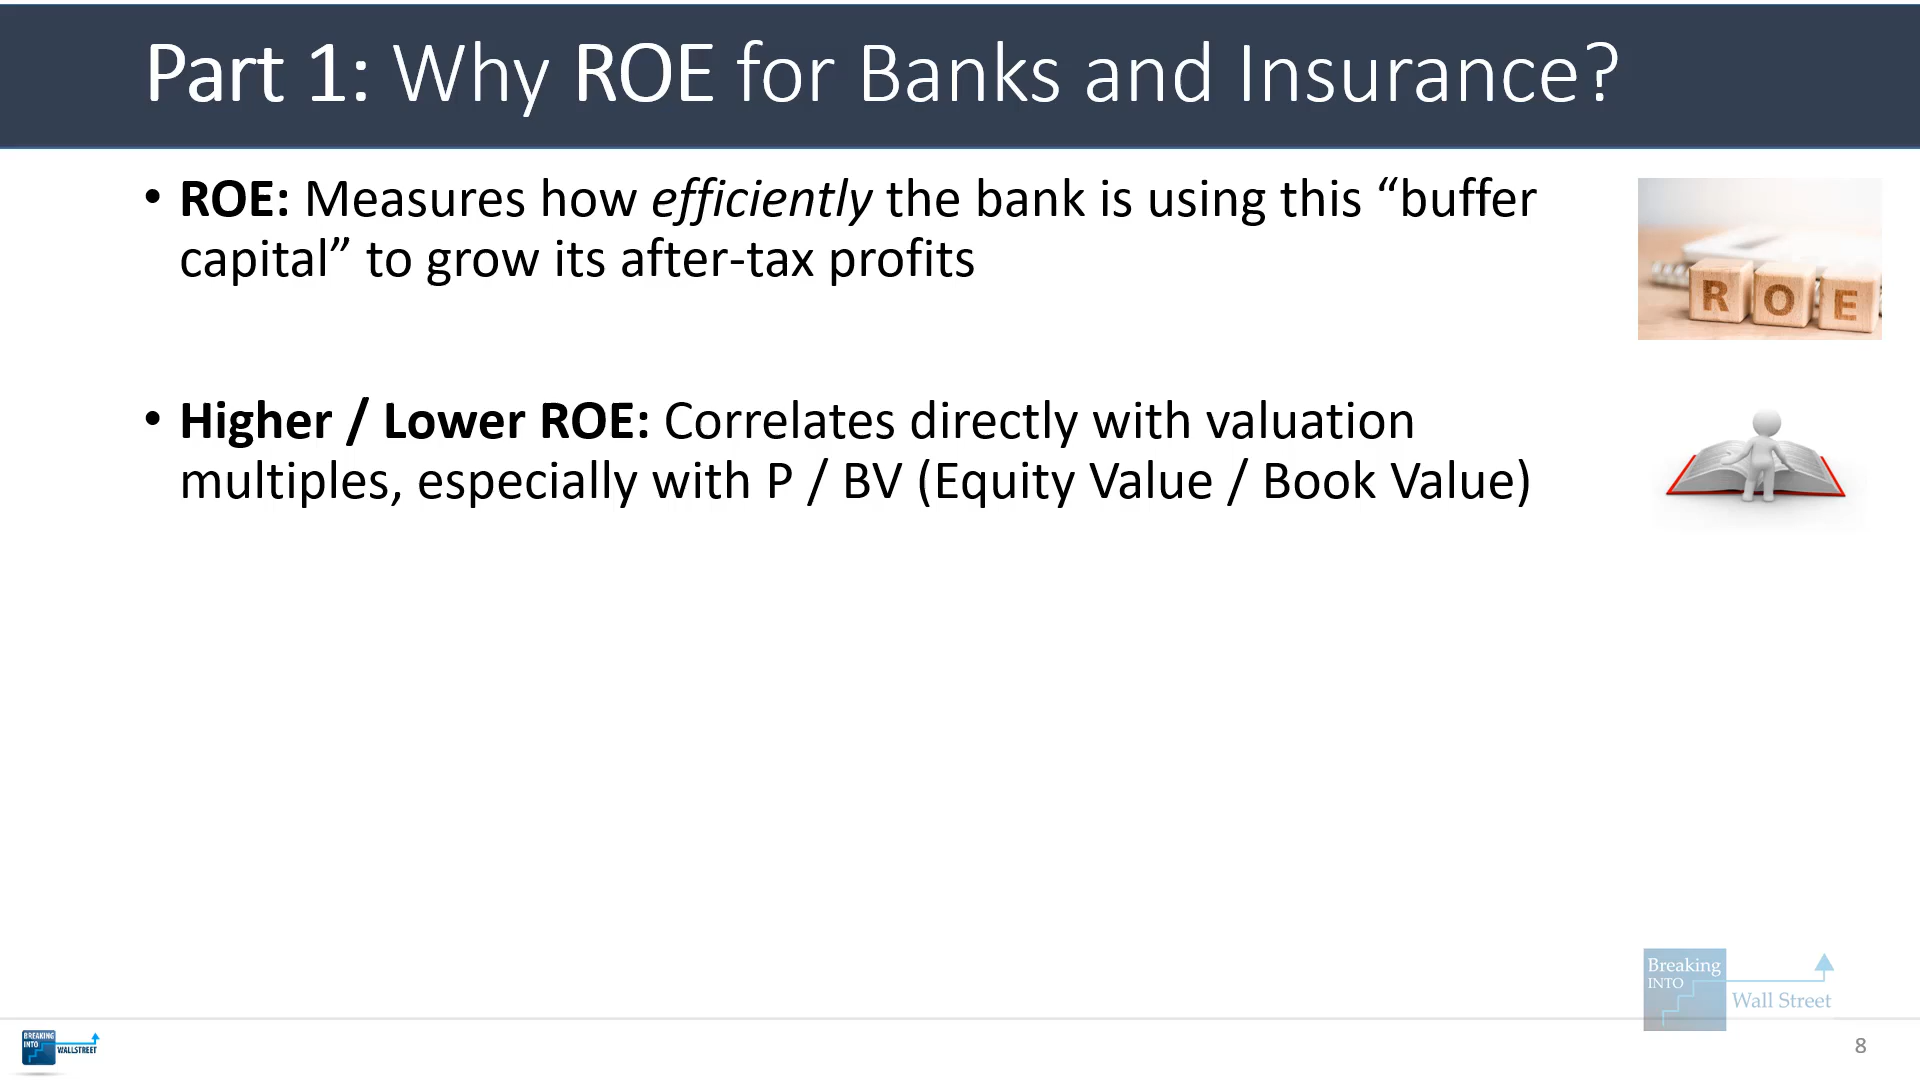 Part 1: Why ROE for Banks and Insurance?
• ROE: Measures how efficiently the bank is using this “buffer
capital” to grow its after-tax profits
R O E
• Higher / Lower ROE: Correlates directly with valuation
multiples, especially with P / BV (Equity Value / Book Value)
Breaking
INTO
Wall Street
BREAKING
INTO
WALLSTREET
8